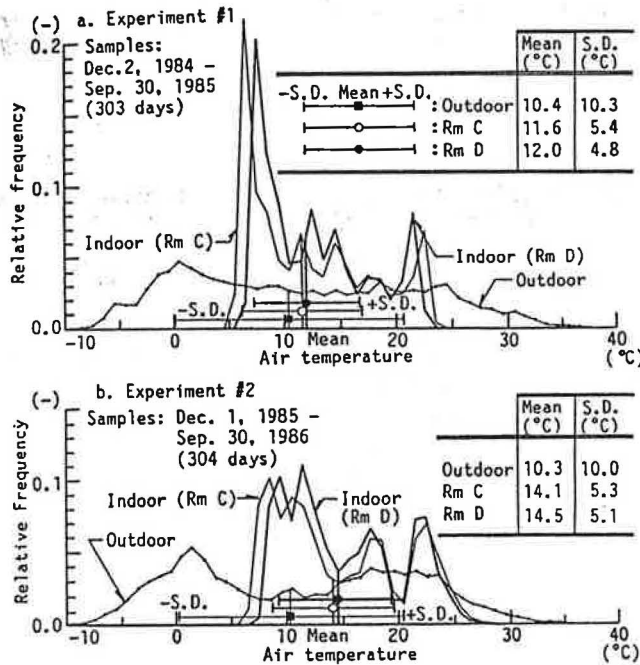 a. Experiment #1
(-)
Samples:
Dec.2, 1984 –
Sep. 30, 1985
(303 days)
Mean (°C) S.D. (°C)
-S.D. Mean +S.D.
: Outdoor 10.4 10.3
: Rm C 11.6 5.4
: Rm D 12.0 4.8
Relative frequency
0.2
0.1
0.0
Indoor (Rm C)
Indoor (Rm D)
Outdoor
-S.D.
+S.D.
Mean
-10 0 10 20 30 40
(°C)
Air temperature
b. Experiment #2
(-)
Samples: Dec. 1, 1985 –
Sep. 30, 1986
(304 days)
Mean (°C) S.D. (°C)
Outdoor 10.3 10.0
Rm C 14.1 5.3
Rm D 14.5 5.1
Relative Frequency
0.1
0.0
Indoor (Rm C)
Indoor (Rm D)
Outdoor
-S.D.
+S.D.
Mean
-10 0 10 20 30 40
(°C)
Air temperature